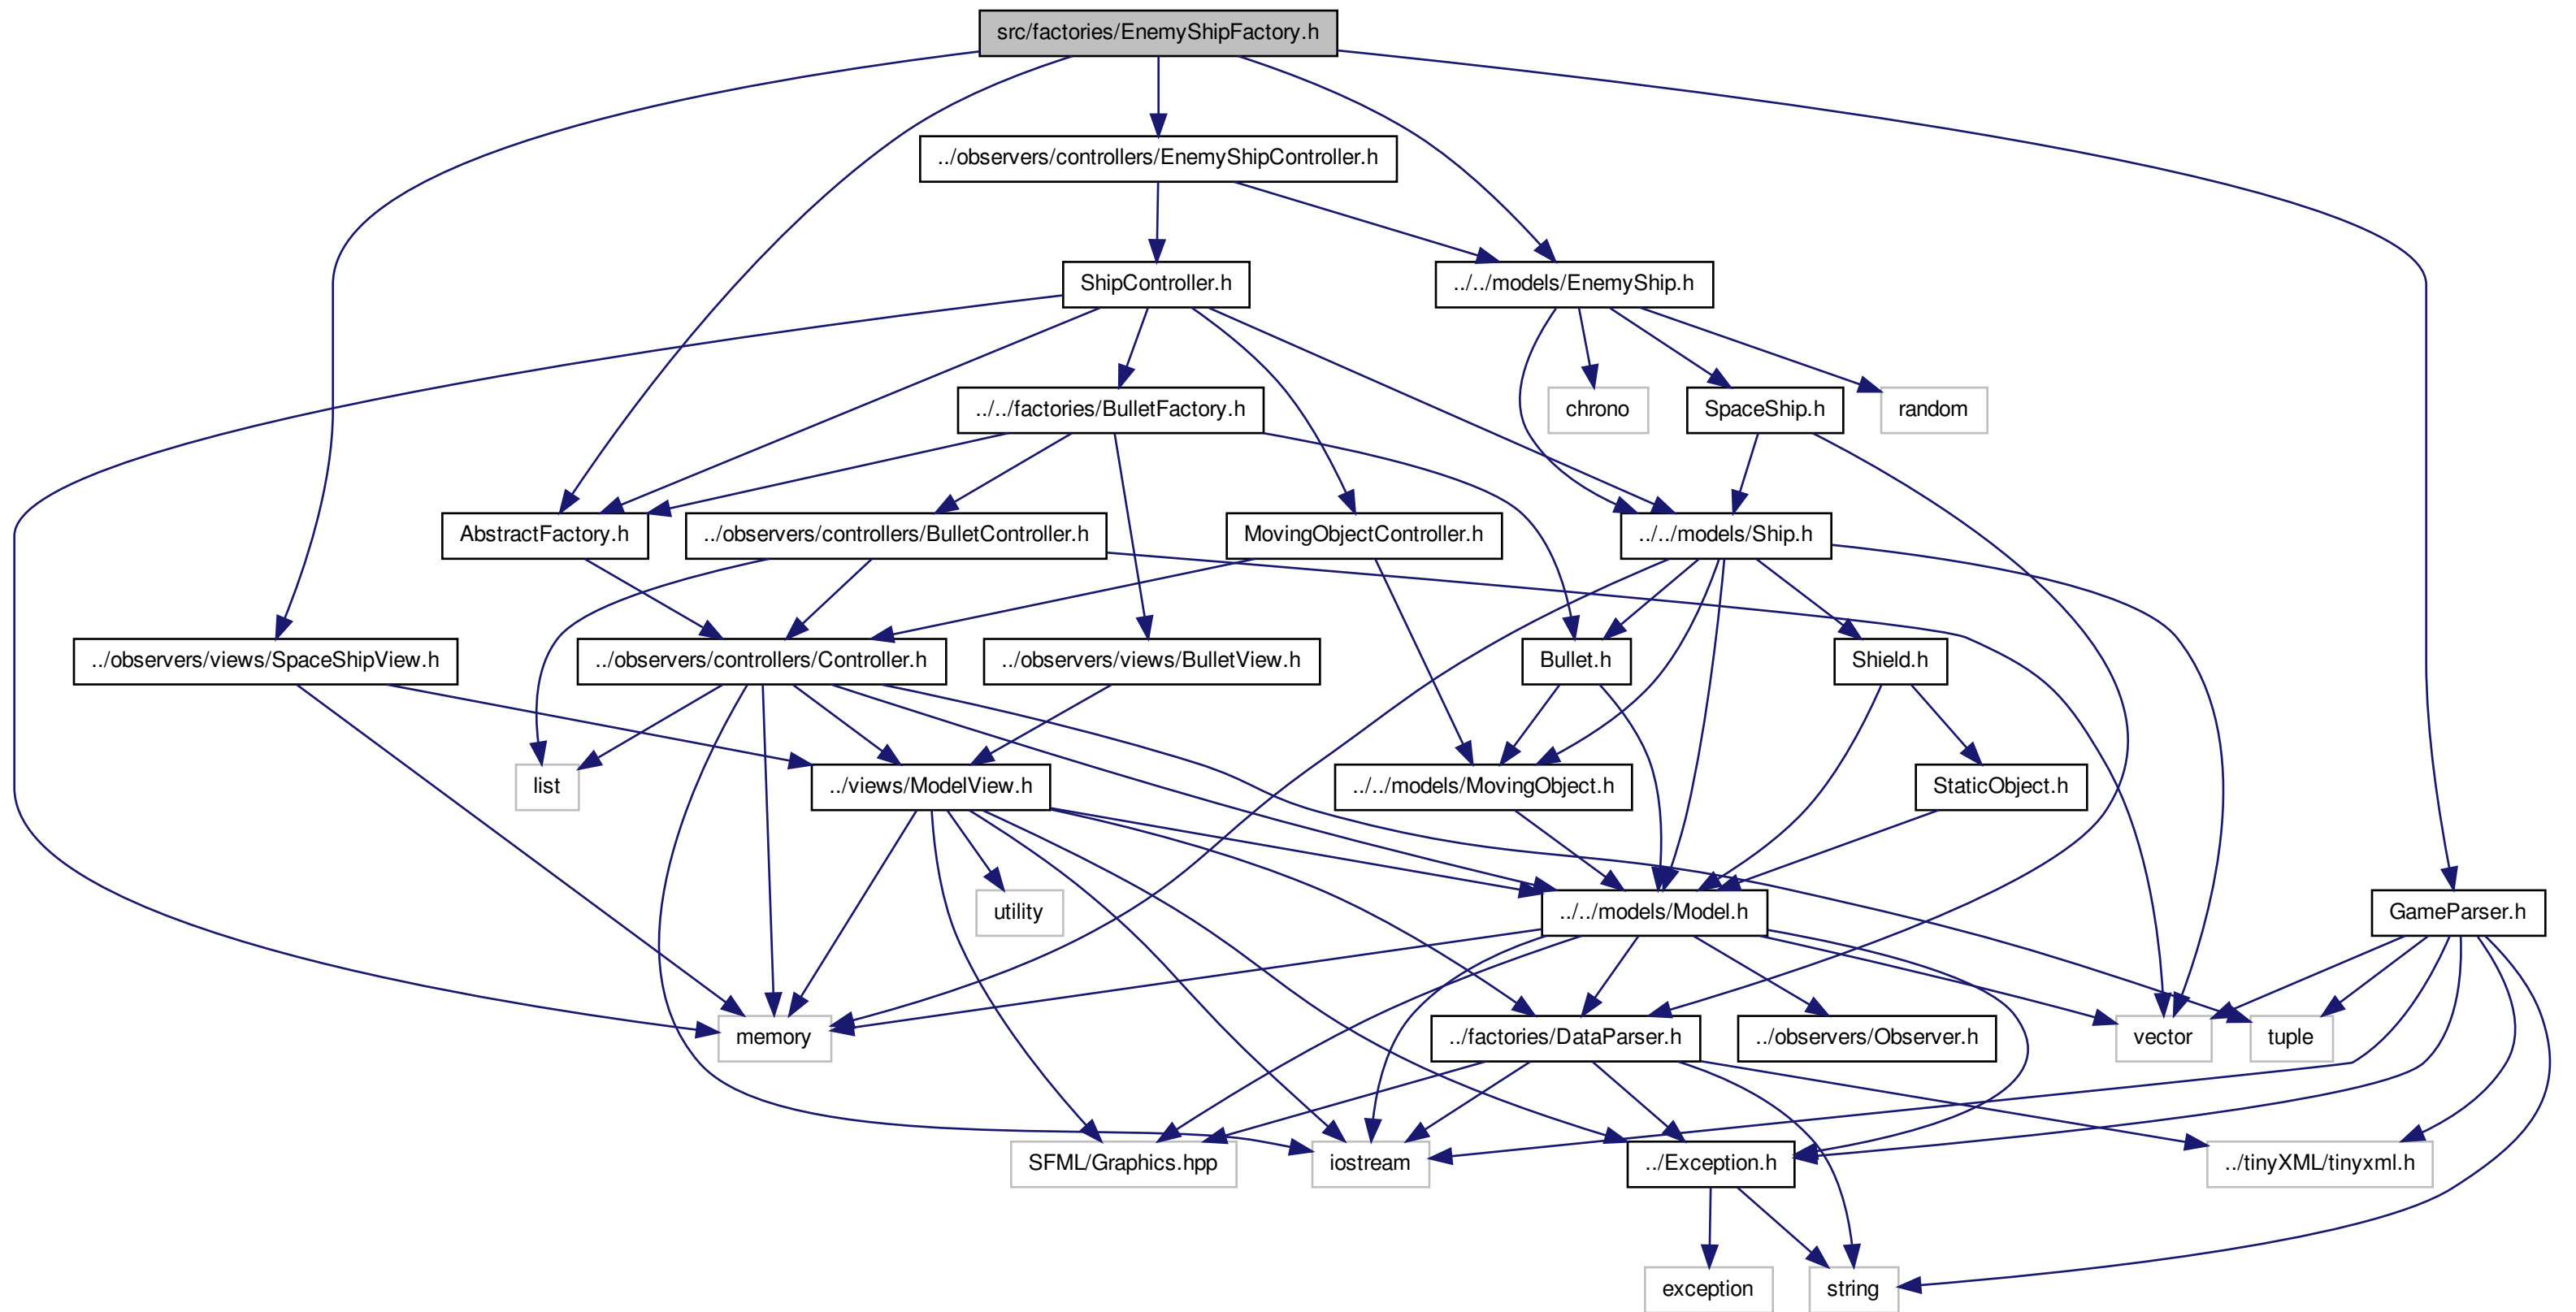 src/factories/EnemyShipFactory.h
../observers/controllers/EnemyShipController.h
ShipController.h
../../models/EnemyShip.h
../../factories/BulletFactory.h
chrono
SpaceShip.h
random
AbstractFactory.h
../observers/controllers/BulletController.h
MovingObjectController.h
../../models/Ship.h
../observers/views/SpaceShipView.h
../observers/controllers/Controller.h
../observers/views/BulletView.h
Bullet.h
Shield.h
list
../views/ModelView.h
../../models/MovingObject.h
StaticObject.h
utility
../../models/Model.h
GameParser.h
memory
../factories/DataParser.h
../observers/Observer.h
vector
tuple
SFML/Graphics.hpp
iostream
../Exception.h
../tinyXML/tinyxml.h
exception
string